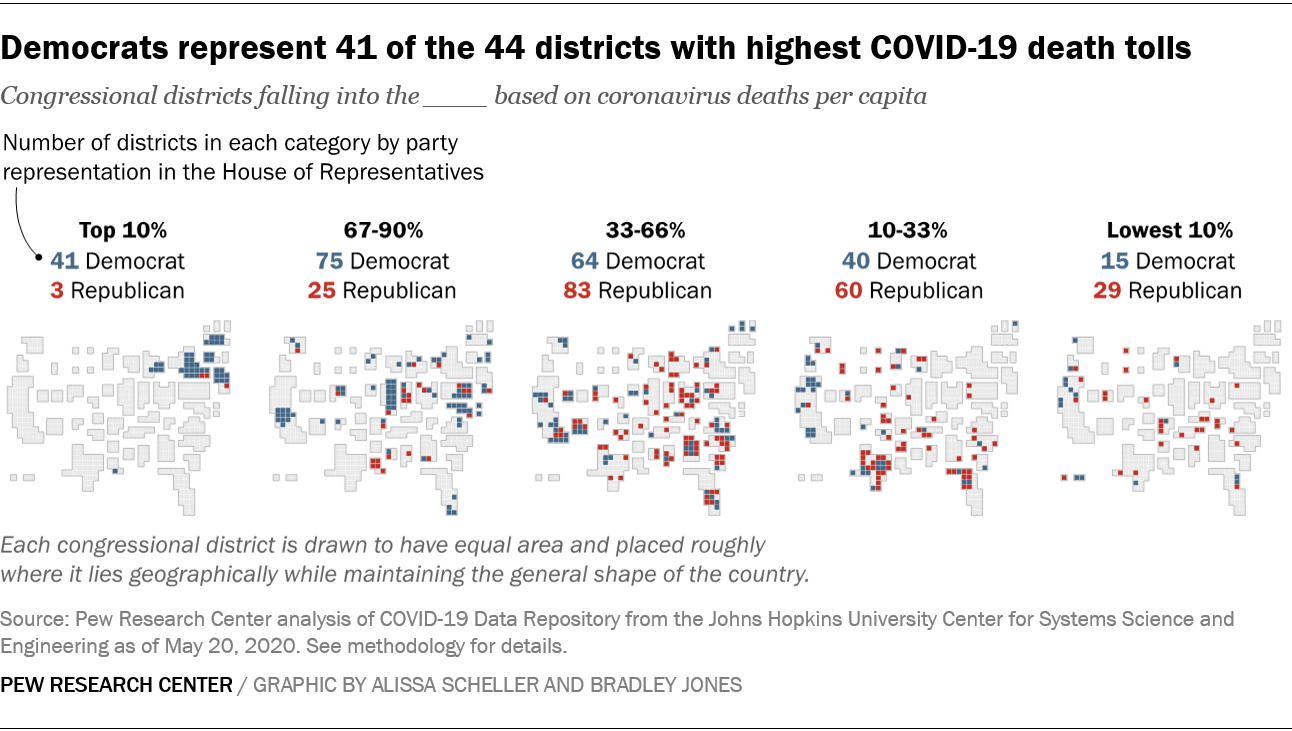 Democrats represent 41 of the 44 districts with highest COVID-19 death tolls
Congressional districts falling into the ____ based on coronavirus deaths per capita
Number of districts in each category by party
representation in the House of Representatives
Top 10%
41 Democrat
3 Republican
67-90%
75 Democrat
25 Republican
33-66%
64 Democrat
83 Republican
10-33%
40 Democrat
60 Republican
Lowest 10%
15 Democrat
29 Republican
Each congressional district is drawn to have equal area and placed roughly
where it lies geographically while maintaining the general shape of the country.
Source: Pew Research Center analysis of COVID-19 Data Repository from the Johns Hopkins University Center for Systems Science and
Engineering as of May 20, 2020. See methodology for details.
PEW RESEARCH CENTER / GRAPHIC BY ALISSA SCHELLER AND BRADLEY JONES